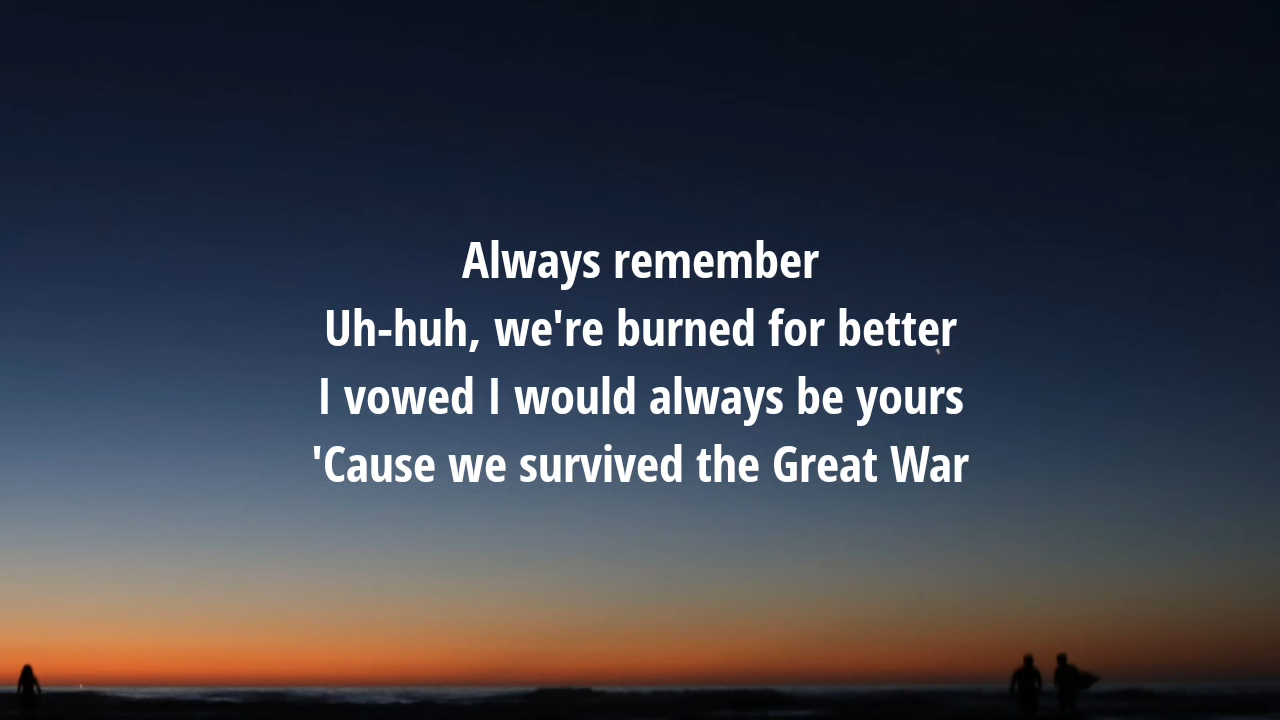 Always remember
Uh-huh, we're burned for better
I vowed I would always be yours
'Cause we survived the Great War